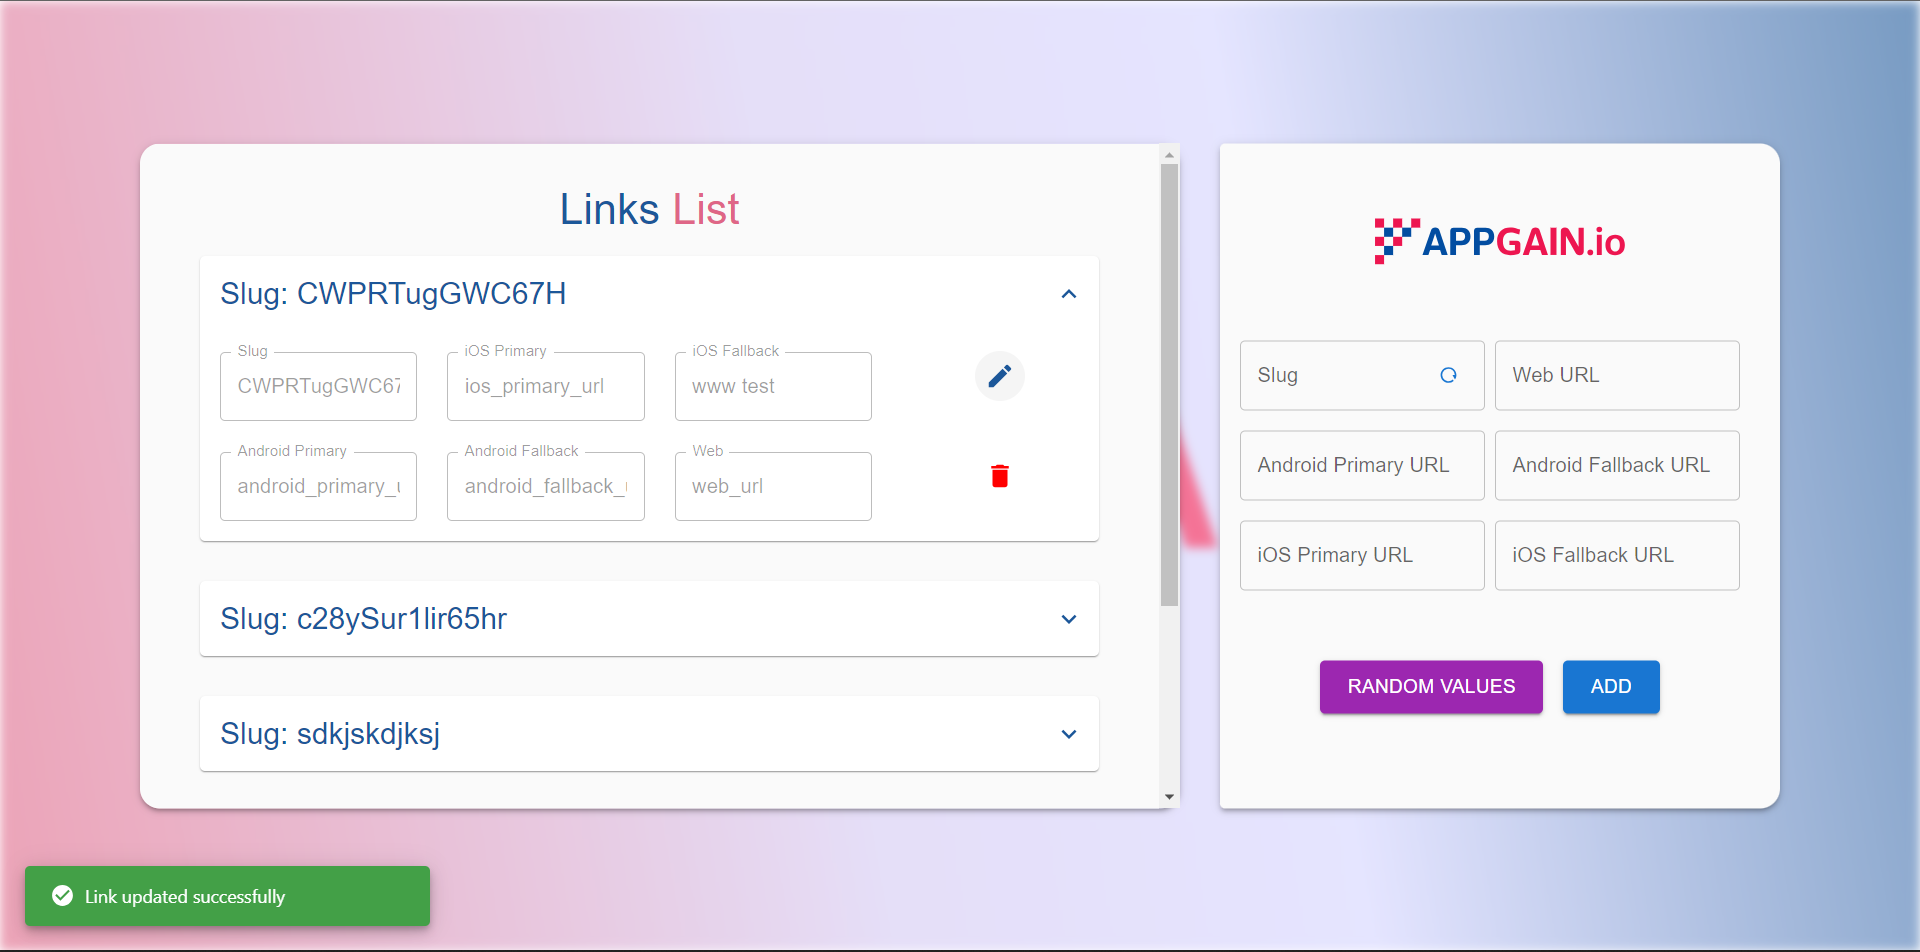 Links List
Slug: CWPRTugGWC67H
Slug
iOS Primary
iOS Fallback
CWPRTugGWC67
ios_primary_url
www test
Android Primary
Android Fallback
Web
android_primary_u
android_fallback_
web_url
Slug: c28ySur1lir65hr
Slug: sdkjskdjksj
APPGAIN.io
Slug
Web URL
Android Primary URL
Android Fallback URL
iOS Primary URL
iOS Fallback URL
RANDOM VALUES
ADD
Link updated successfully